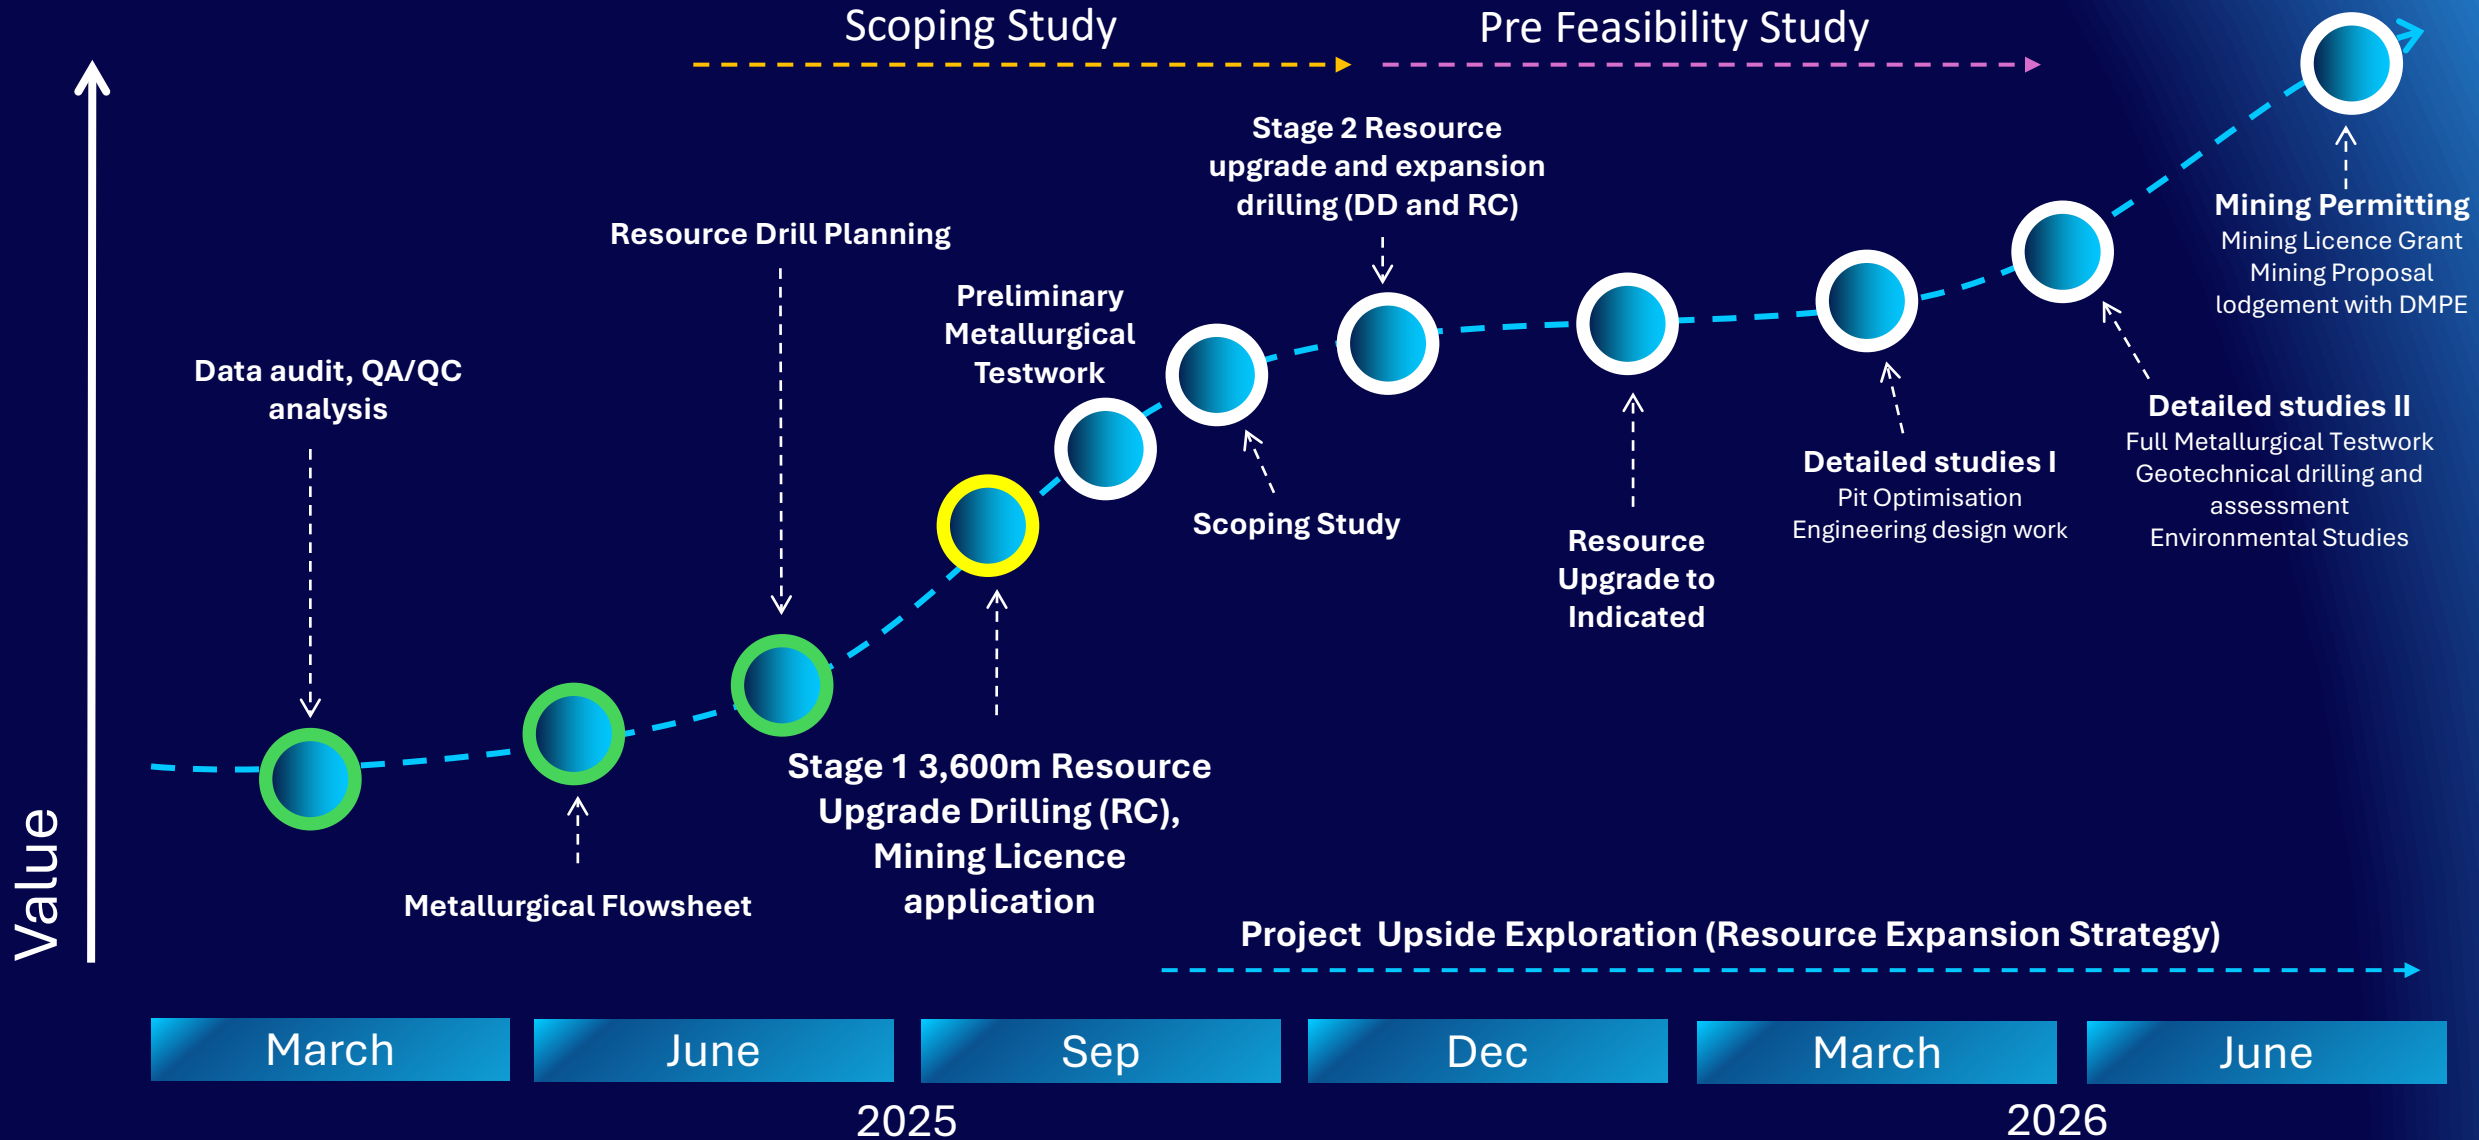 Scoping Study
Pre Feasibility Study
Stage 2 Resource
upgrade and expansion
drilling (DD and RC)
Mining Permitting
Mining Licence Grant
Mining Proposal
lodgement with DMPE
Resource Drill Planning
Preliminary
Metallurgical
Testwork
Data audit, QA/QC
analysis
Detailed studies II
Full Metallurgical Testwork
Geotechnical drilling and
assessment
Environmental Studies
Detailed studies I
Pit Optimisation
Engineering design work
Scoping Study
Resource
Upgrade to
Indicated
Stage 1 3,600m Resource
Upgrade Drilling (RC),
Mining Licence
application
Metallurgical Flowsheet
Value
Project  Upside Exploration (Resource Expansion Strategy)
March
June
Sep
Dec
March
June
2025
2026